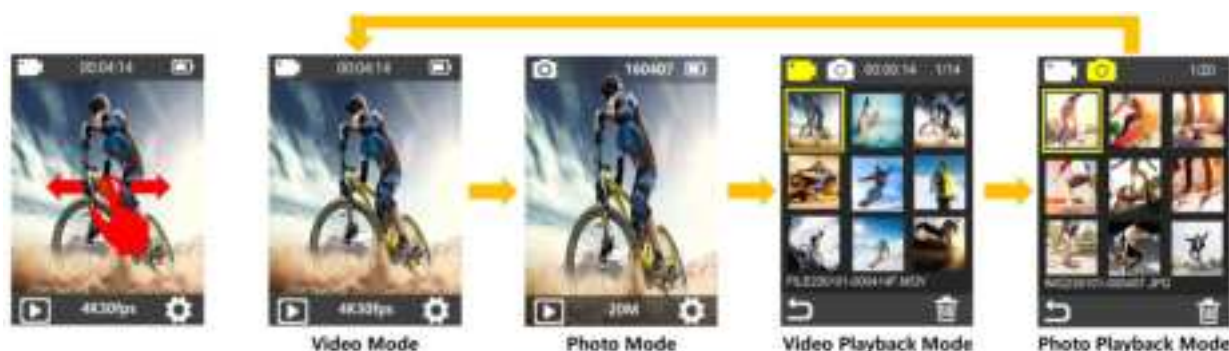 00:04:14
4K30fps
00:04:14
4K30fps
Video Mode
160407
20M
Photo Mode
00:00:14 1/14
Video Playback Mode
Photo Playback Mode